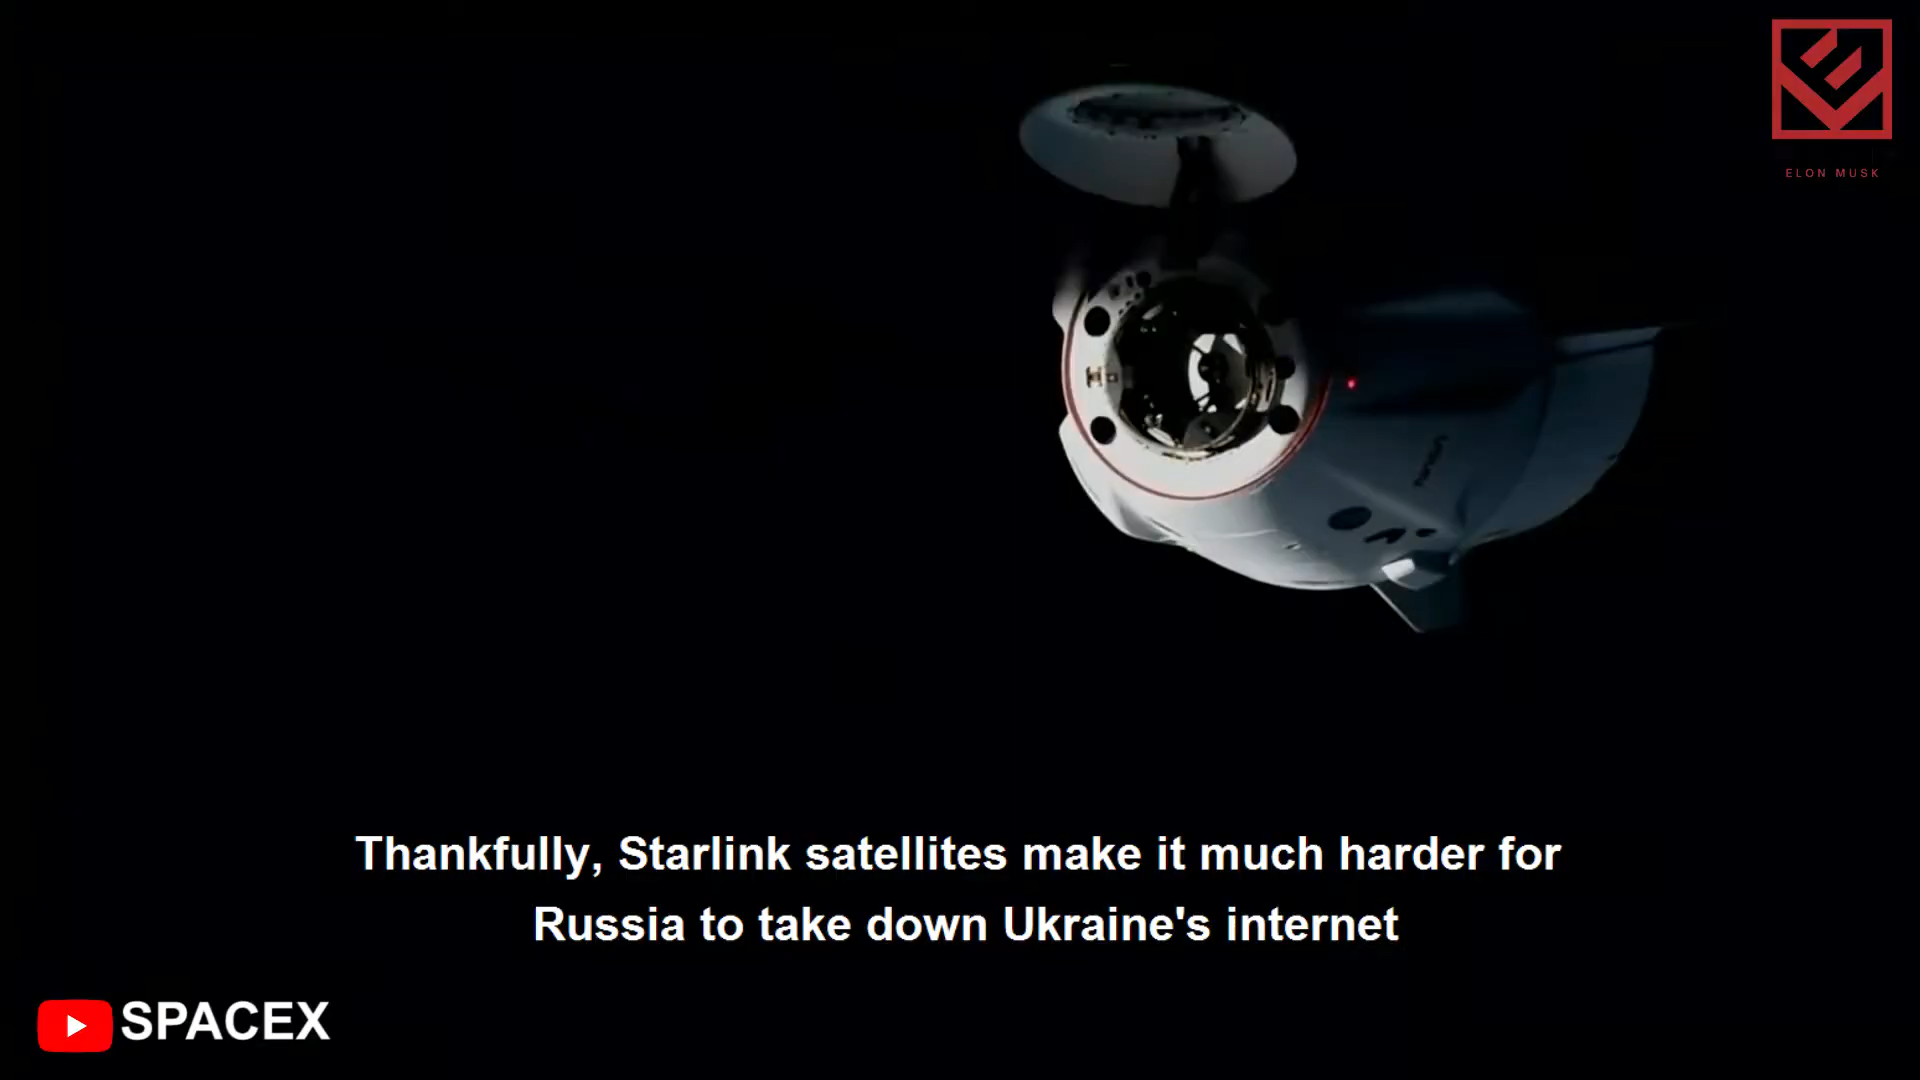 ELON MUSK
Thankfully, Starlink satellites make it much harder for
Russia to take down Ukraine's internet
SPACEX